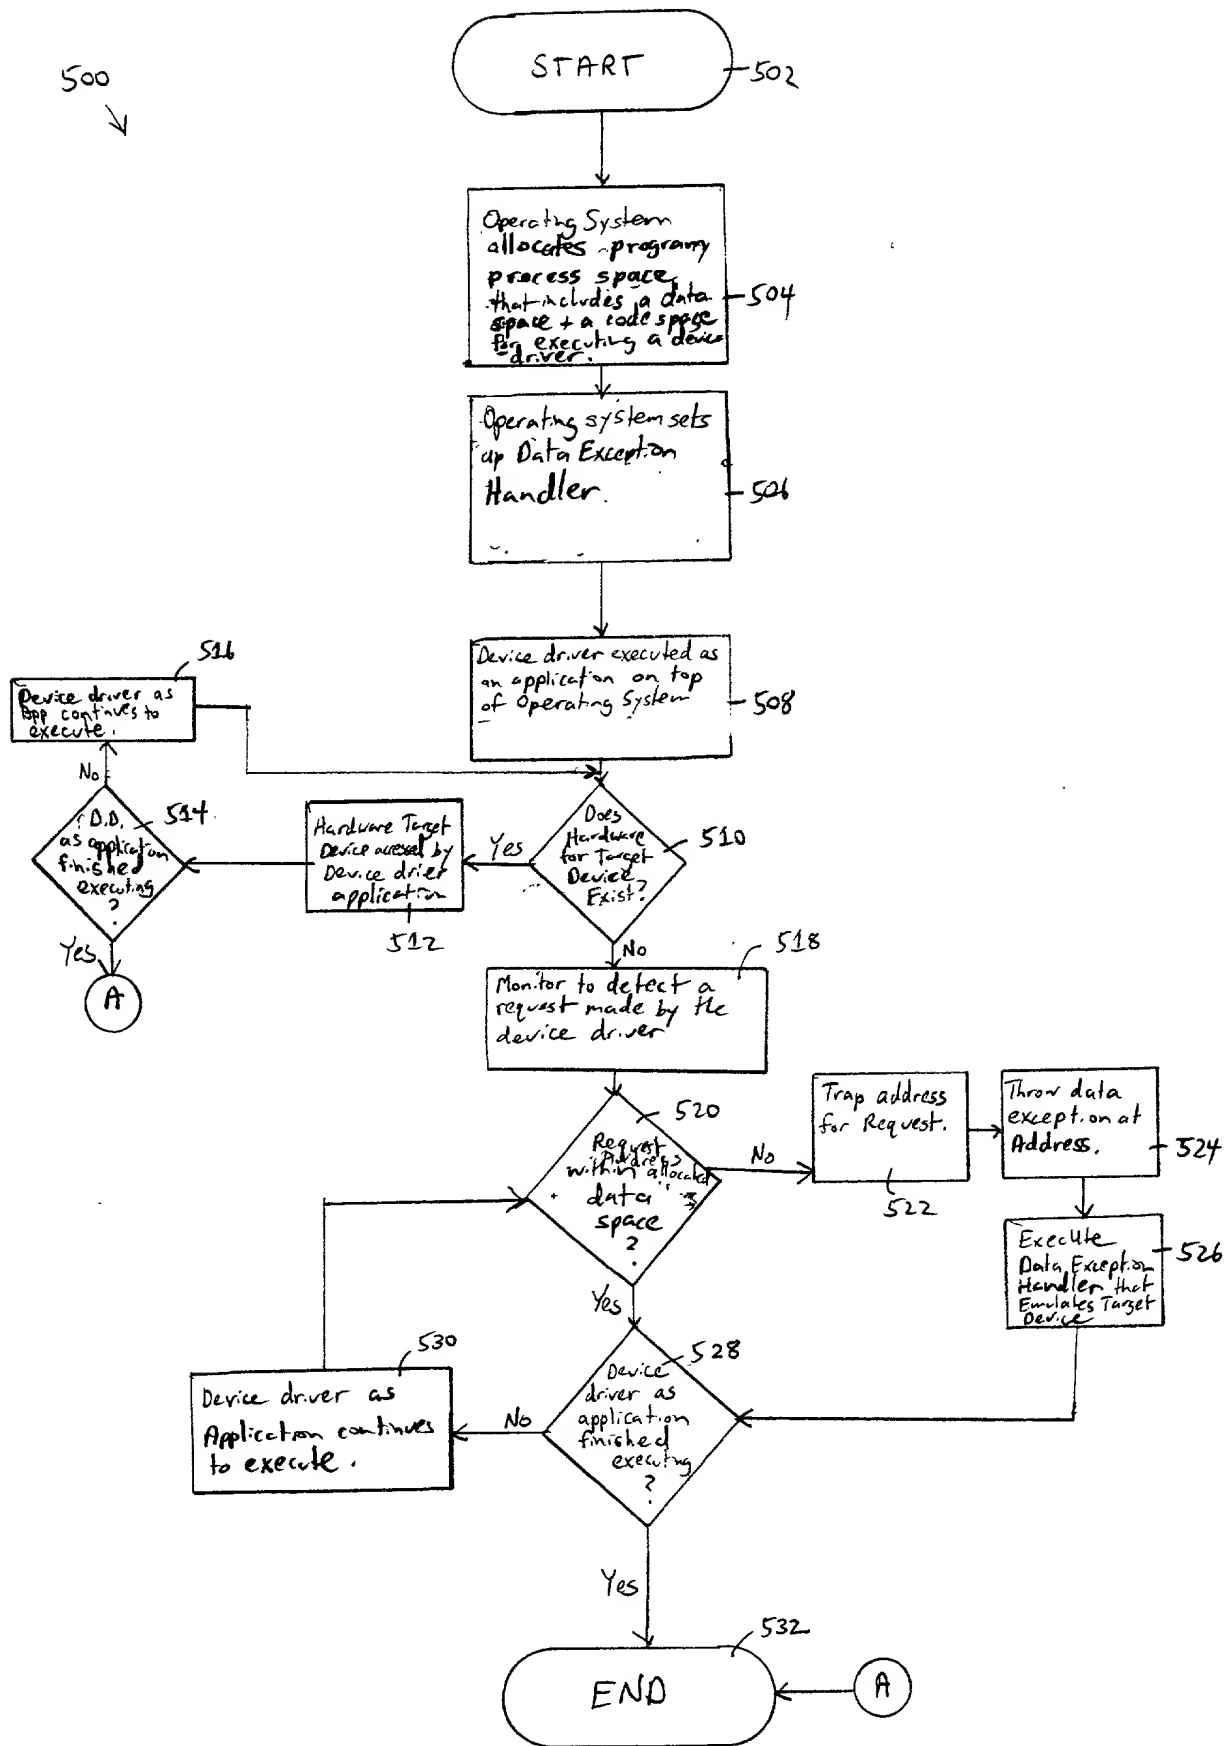 500
START
502
Operating System
allocates program
process space
that includes a data
space + a code space
for executing a device
driver.
504
Operating system sets
up Data Exception
Handler.
506
Device driver executed as
an application on top
of Operating System
508
516
Device driver as
App continues to
execute.
No
514
D.D.
as application
finished
executing
?
Yes
A
Hardware Target
Device accessed by
Device drier
application
512
Yes
Does
Hardware
for Target
Device
Exist?
510
No
518
Monitor to detect a
request made by the
device driver
520
Request
Address
within allocated
data
space
?
No
Trap address
for Request.
522
Throw data
exception at
Address.
524
Execute
Data Exception
Handler that
Emulates Target
Device
526
Yes
528
Device
driver as
application
finished
executing
?
No
530
Device driver as
Application continues
to execute.
Yes
532
END
A